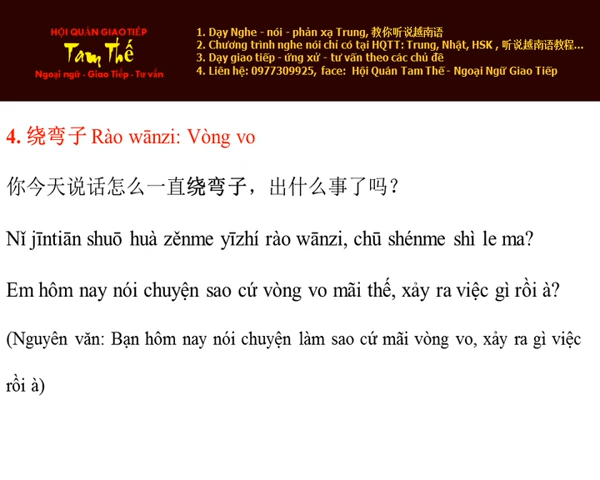 HỘI QUÁN GIAO TIẾP
Tam Thế
Ngoại ngữ - Giao Tiếp - Tư vấn
1. Dạy Nghe - nói - phản xạ Trung, 教你听说越南语
2. Chương trình nghe nói chỉ có tại HQTT: Trung, Nhật, HSK , 听说越南语教程...
3. Dạy giao tiếp - ứng xử - tư vấn theo các chủ đề
4. Liên hệ: 0977309925, face: Hội Quán Tam Thế - Ngoại Ngữ Giao Tiếp
4. 绕弯子 Rào wānzi: Vòng vo
你今天说话怎么一直绕弯子，出什么事了吗？
Nǐ jīntiān shuō huà zěnme yīzhí rào wānzi, chū shénme shì le ma?
Em hôm nay nói chuyện sao cứ vòng vo mãi thế, xảy ra việc gì rồi à?
(Nguyên văn: Bạn hôm nay nói chuyện làm sao cứ mãi vòng vo, xảy ra gì việc
rồi à)